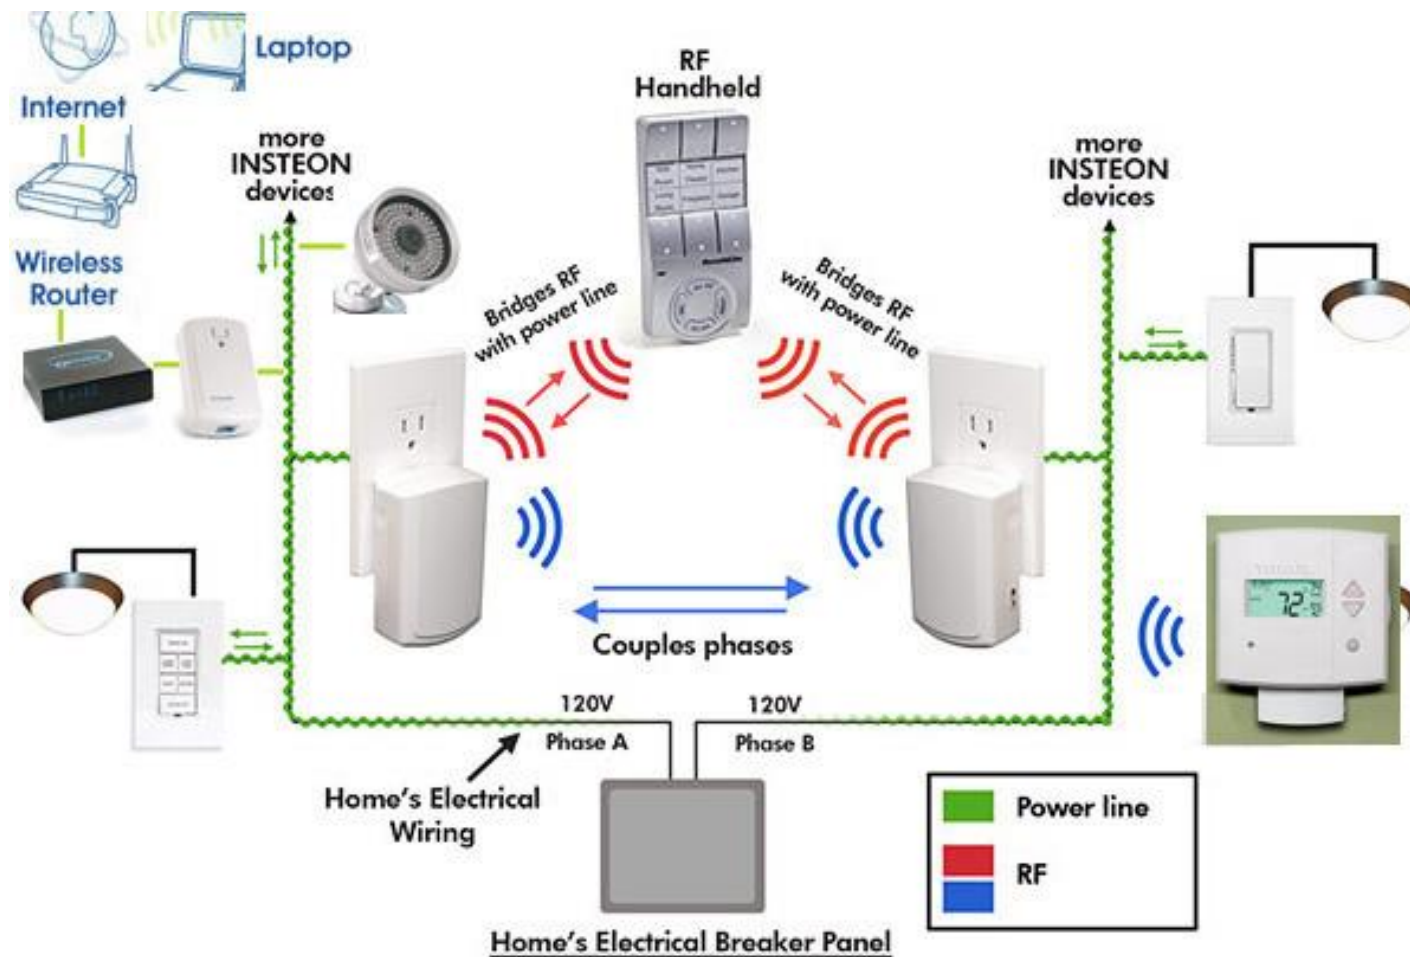 Laptop
Internet
RF
Handheld
more
INSTEON
devices
more
INSTEON
devices
Wireless
Router
Bridges RF
with power line
Bridges RF
with power line
72
Couples phases
120V
120V
Phase A
Phase B
Home's Electrical
Wiring
Power line
RF
Home's Electrical Breaker Panel